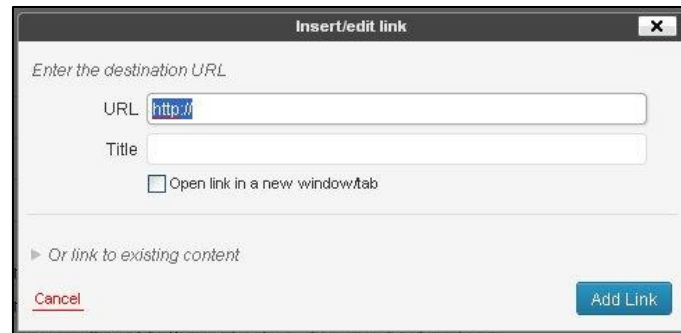 Insert/edit link
Enter the destination URL
URL http://
Title
Open link in a new window/tab
Or link to existing content
Cancel
Add Link